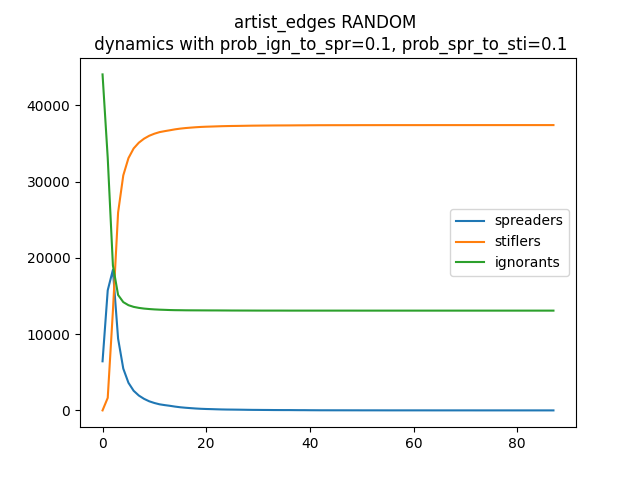 artist_edges RANDOM
dynamics with prob_ign_to_spr=0.1, prob_spr_to_sti=0.1
40000
30000
20000
10000
0
spreaders
stiflers
ignorants
0 20 40 60 80